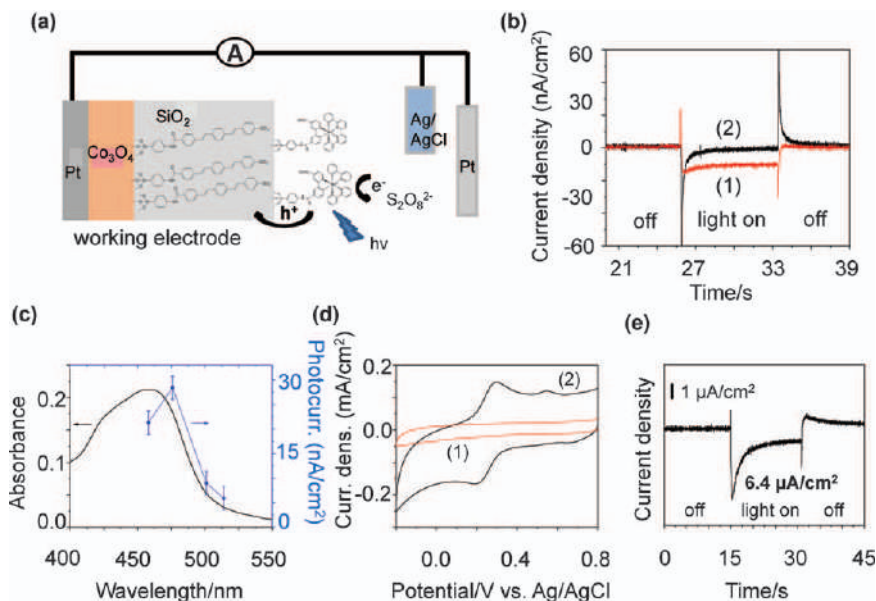 (a)
A
SiO2
Co3O4
Pt
Ag/
AgCl
Pt
e-
S2O8 2-
h+
hν
working electrode
(b)
Current density (nA/cm²)
60
30
0
-30
-60
(2)
(1)
off
light on
off
21
27
33
39
Time/s
(c)
Absorbance
0.2
0.1
0.0
Photocurr. (nA/cm²)
30
20
10
0
400
450
500
550
Wavelength/nm
(d)
Curr. dens. (mA/cm²)
0.2
0.0
-0.2
(2)
(1)
0.0
0.4
0.8
Potential/V vs. Ag/AgCl
(e)
Current density
1 µA/cm²
6.4 µA/cm²
off
light on
off
0
15
30
45
Time/s